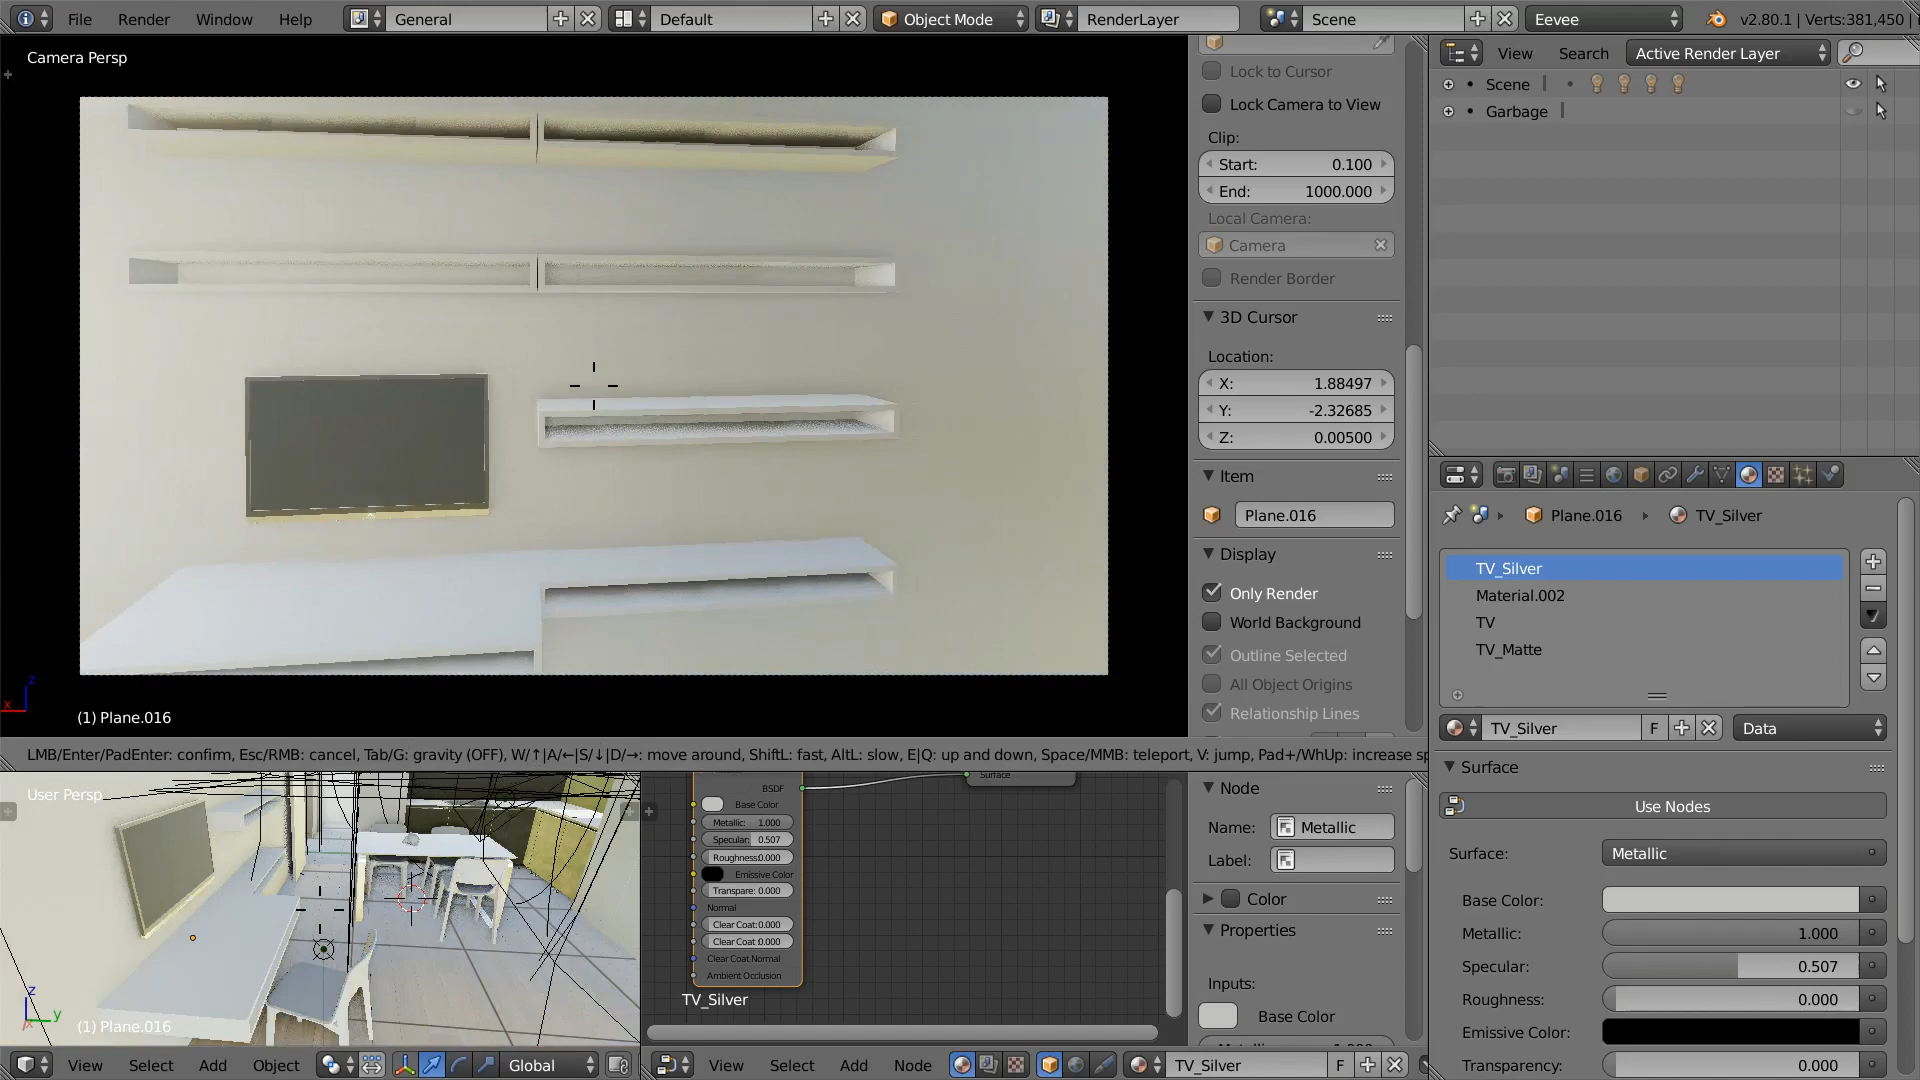 File Render Window Help General Default Object Mode RenderLayer Scene Eevee v2.80.1 | Verts:381,450 |
Camera Persp
Lock to Cursor
Lock Camera to View
Clip:
Start: 0.100
End: 1000.000
Local Camera:
Camera
Render Border
3D Cursor
Location:
X: 1.88497
Y: -2.32685
Z: 0.00500
Item
Plane.016
Display
Only Render
World Background
Outline Selected
All Object Origins
Relationship Lines
z
x
(1) Plane.016
LMB/Enter/PadEnter: confirm, Esc/RMB: cancel, Tab/G: gravity (OFF), W/↑|A/←|S/↓|D/→: move around, ShiftL: fast, AltL: slow, E|Q: up and down, Space/MMB: teleport, V: jump, Pad+/WhUp: increase sp
View Search Active Render Layer
Scene
Garbage
Plane.016 TV_Silver
TV_Silver
Material.002
TV
TV_Matte
TV_Silver F Data
Surface
Use Nodes
Surface: Metallic
Base Color:
Metallic: 1.000
Specular: 0.507
Roughness: 0.000
Emissive Color:
Transparency: 0.000
User Persp
z
y
x
(1) Plane.016
View Select Add Object Global
Surface
BSDF
Base Color
Metallic: 1.000
Specular: 0.507
Roughness:0.000
Emissive Color
Transpare: 0.000
Normal
Clear Coat:0.000
Clear Coat :0.000
Clear Coat Normal
Ambient Occlusion
TV_Silver
Node
Name: Metallic
Label:
Color
Properties
Inputs:
Base Color
View Select Add Node TV_Silver F